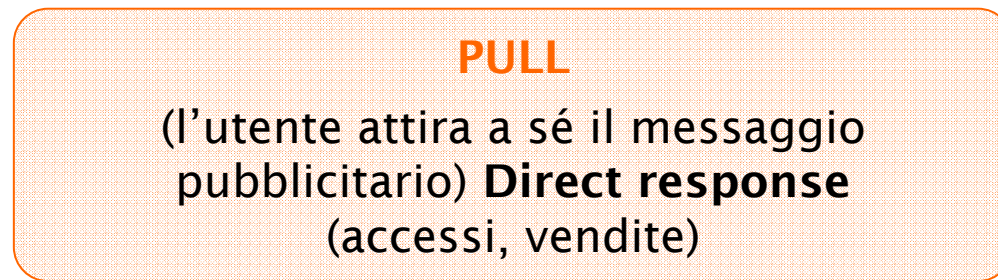 PULL
(l’utente attira a sé il messaggio
pubblicitario) Direct response
(accessi, vendite)